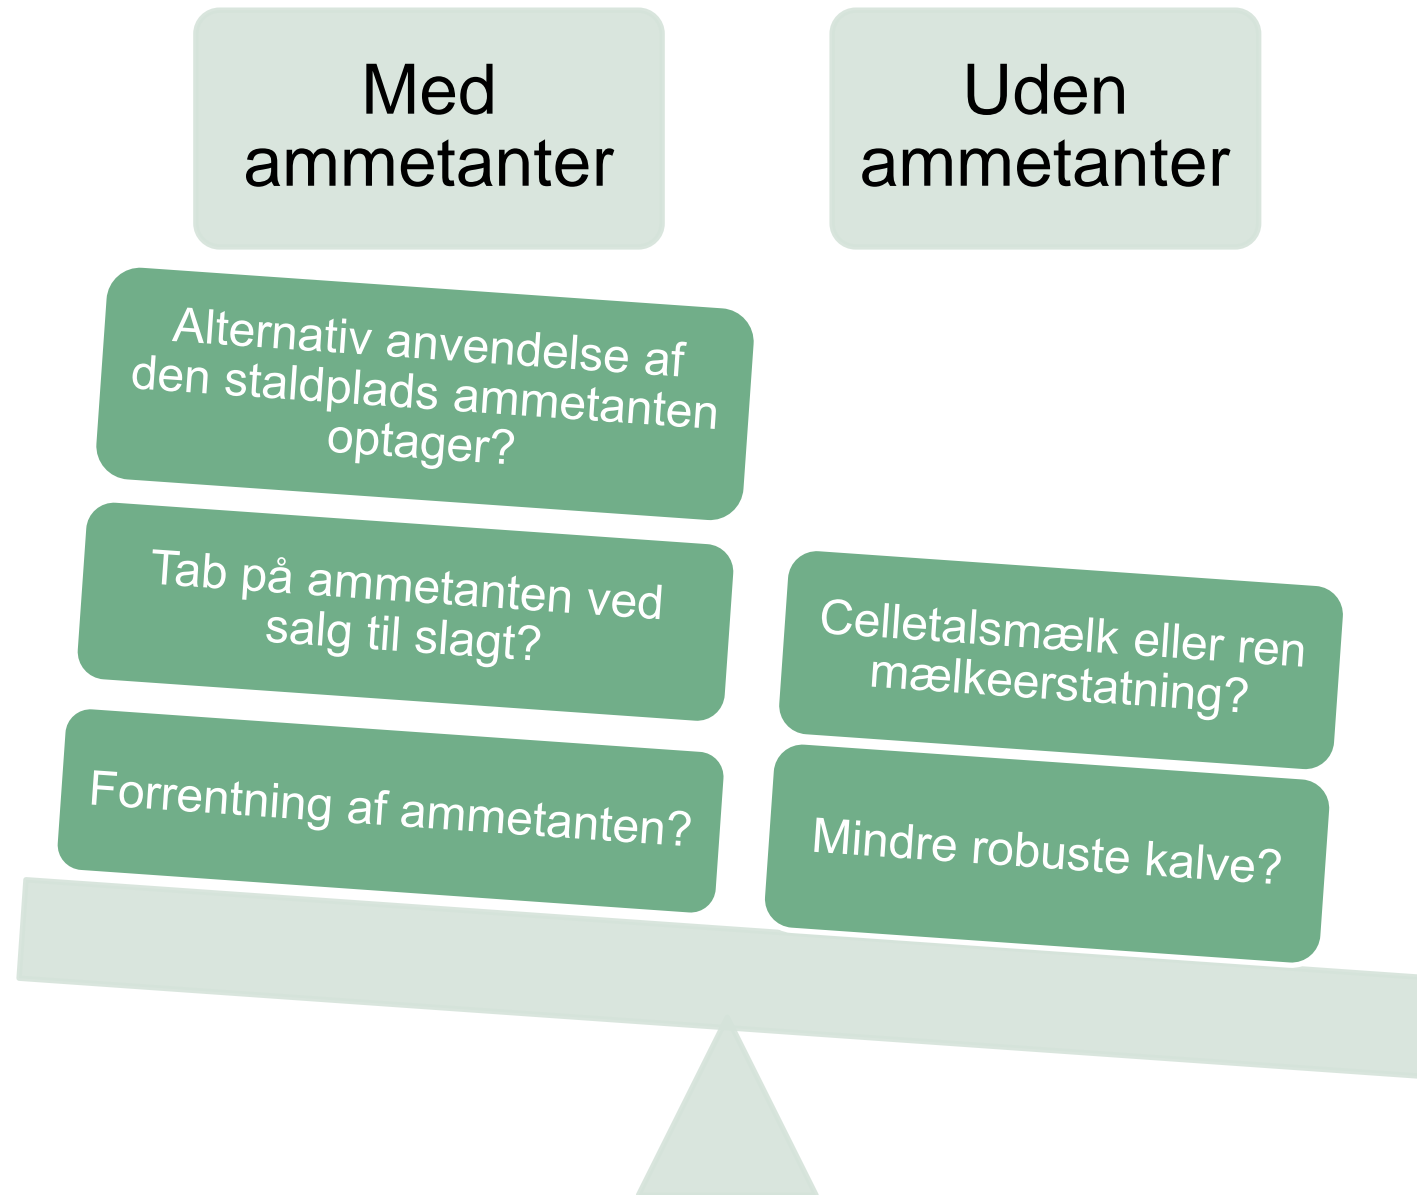 Med
ammetanter
Uden
ammetanter
Alternativ anvendelse af
den staldplads ammetanten
optager?
Tab på ammetanten ved
salg til slagt?
Forrentning af ammetanten?
Celletalsmælk eller ren
mælkeerstatning?
Mindre robuste kalve?